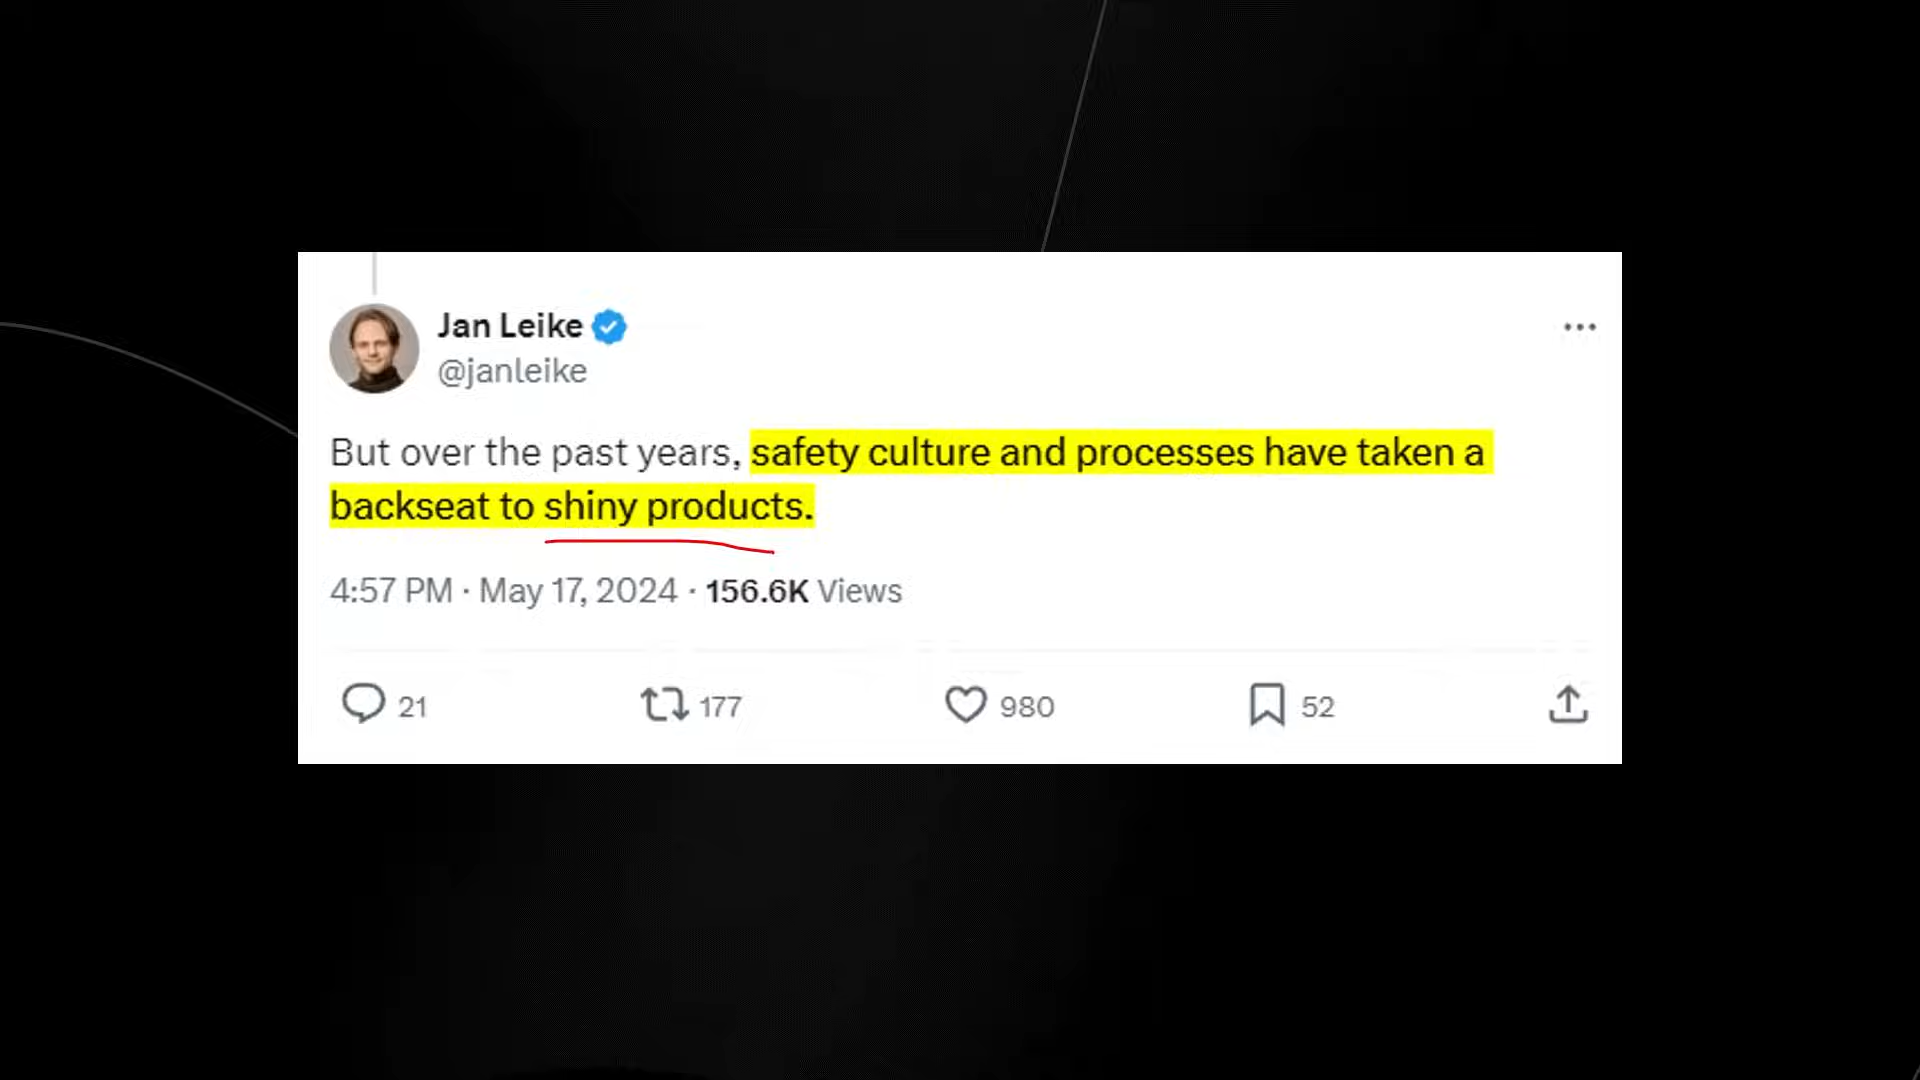 Jan Leike
@janleike
But over the past years, safety culture and processes have taken a
backseat to shiny products.
4:57 PM · May 17, 2024 · 156.6K Views
21 177 980 52